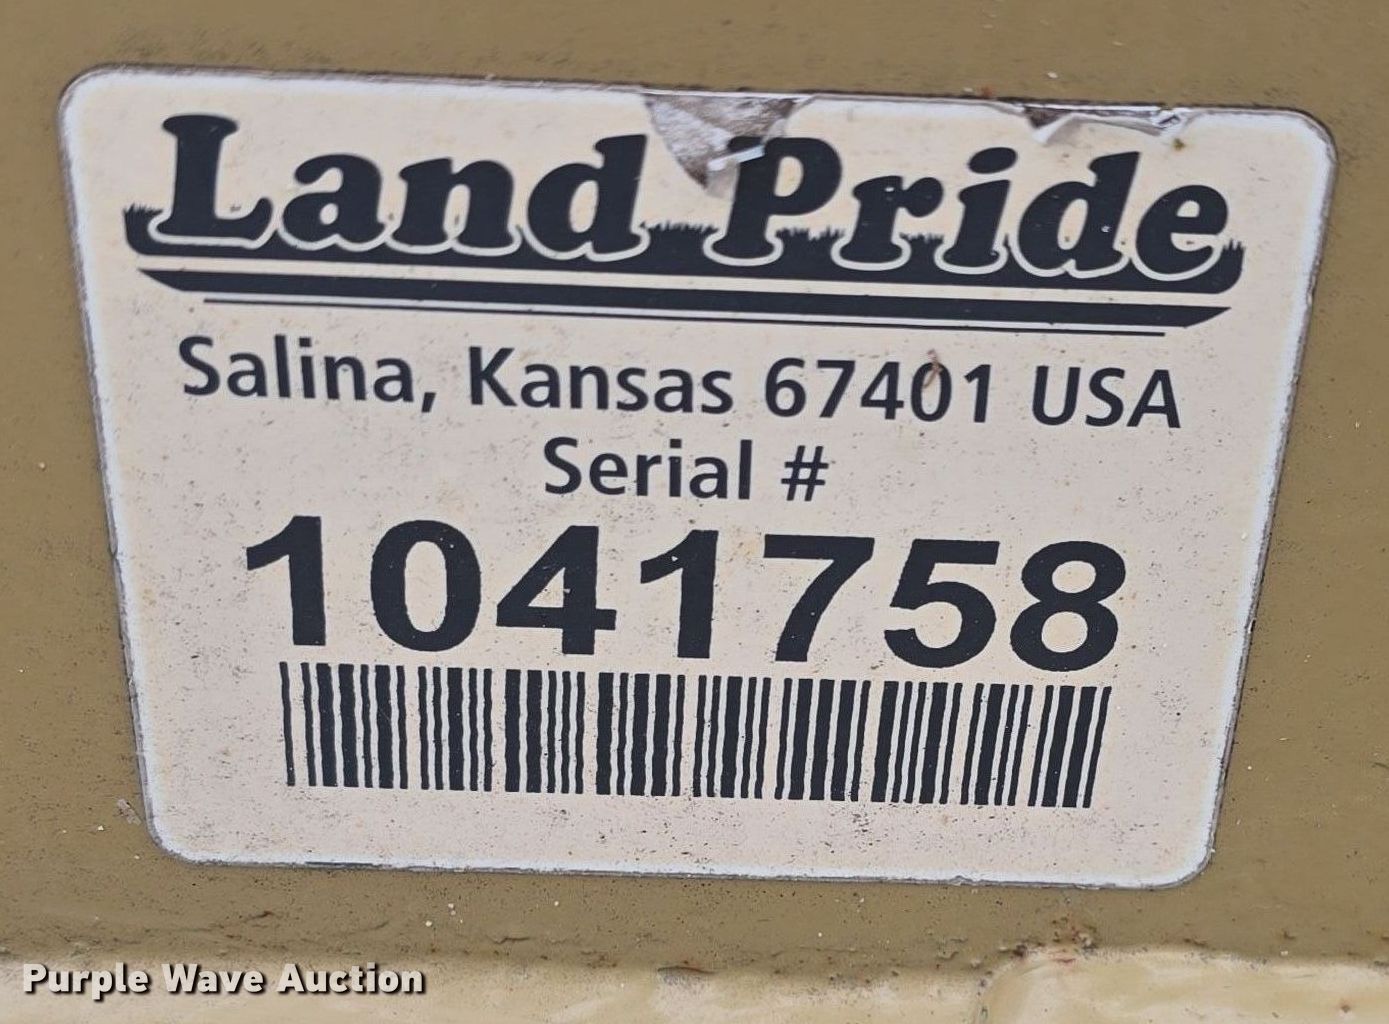 Land Pride
Salina, Kansas 67401 USA
Serial #
1041758
Purple Wave Auction